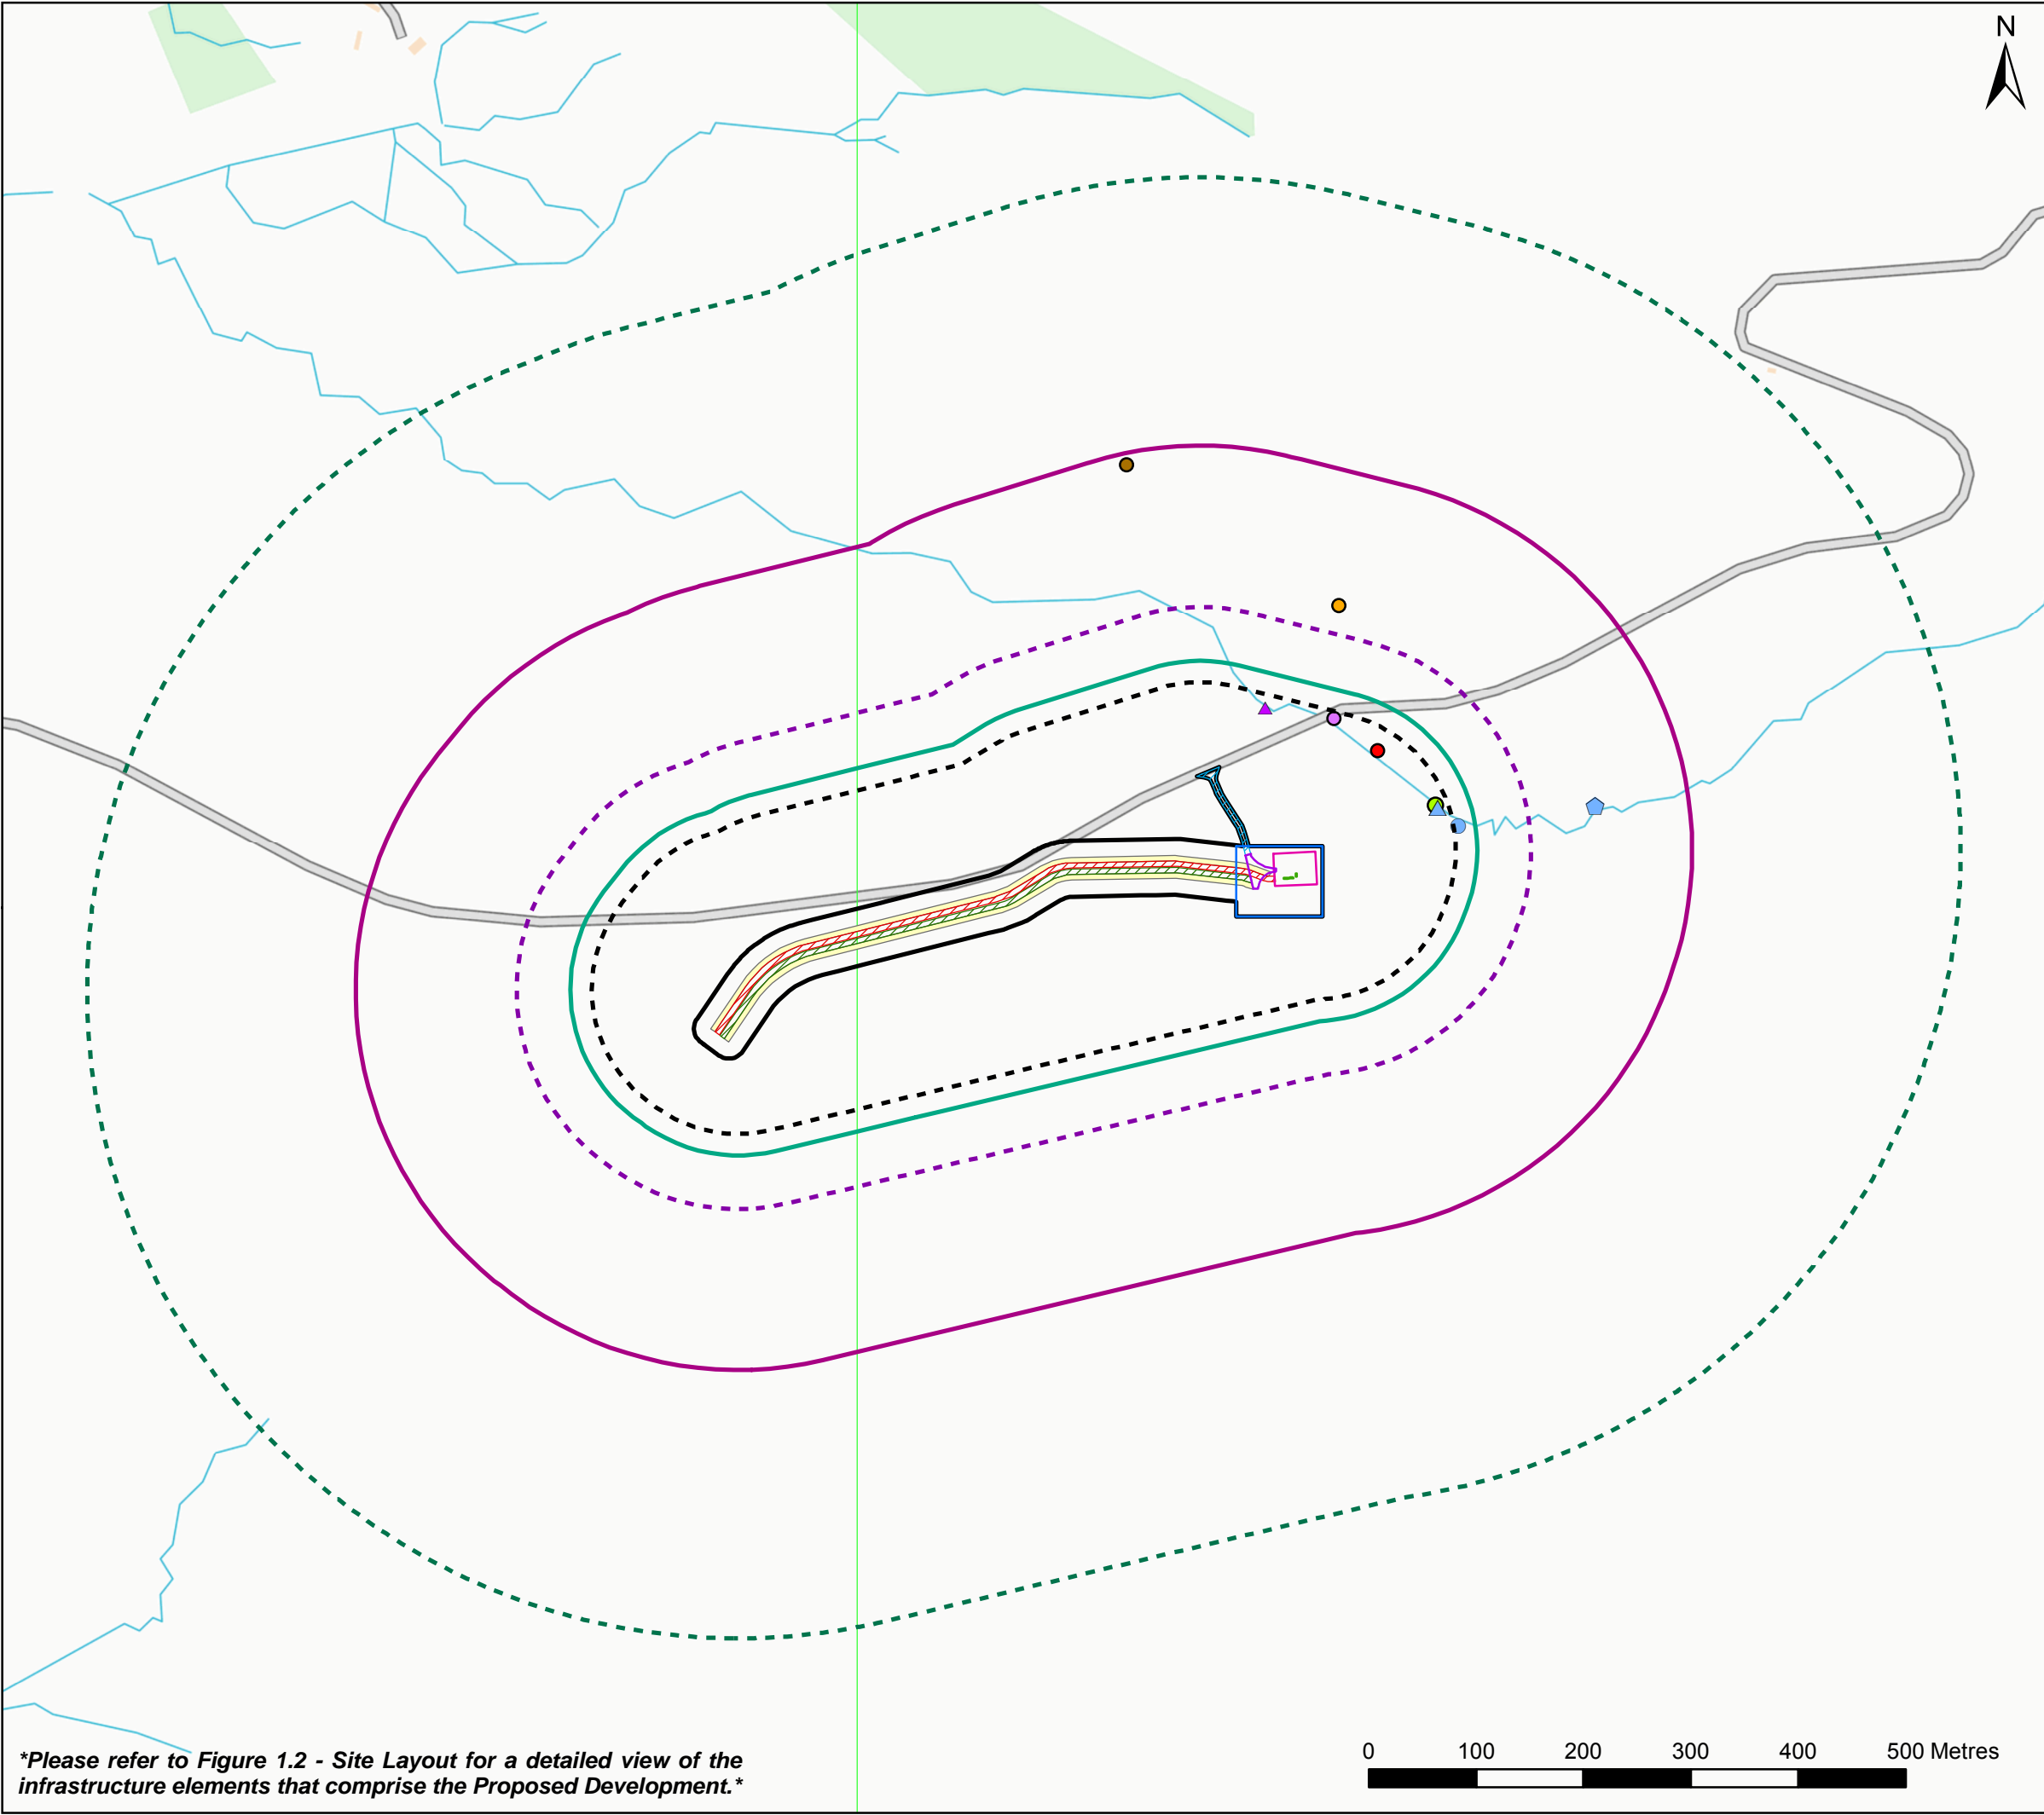 N
*Please refer to Figure 1.2 - Site Layout for a detailed view of the
infrastructure elements that comprise the Proposed Development.*
0 100 200 300 400 500 Metres